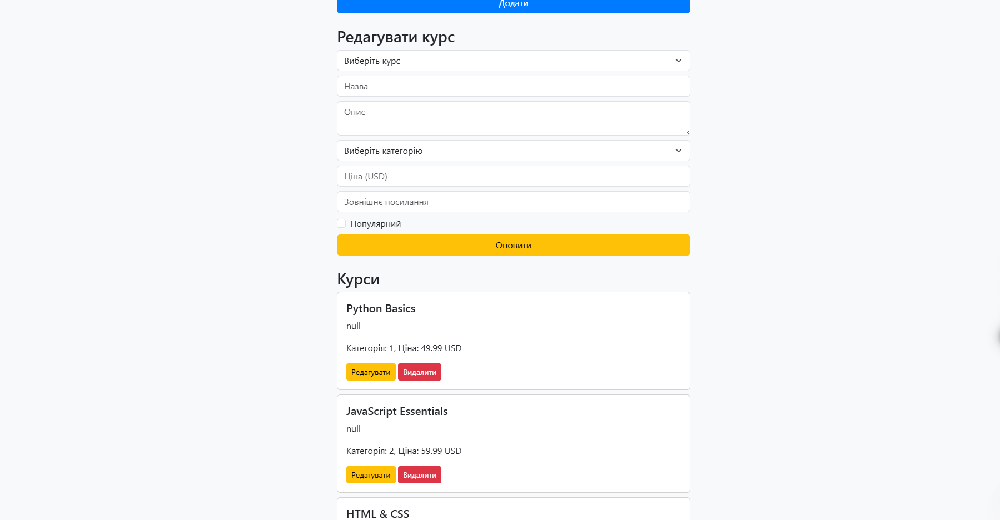 Додати
Редагувати курс
Виберіть курс
Назва
Опис
Виберіть категорію
Ціна (USD)
Зовнішнє посилання
Популярний
Оновити
Курси
Python Basics
null
Категорія: 1, Ціна: 49.99 USD
Редагувати Видалити
JavaScript Essentials
null
Категорія: 2, Ціна: 59.99 USD
Редагувати Видалити
HTML & CSS